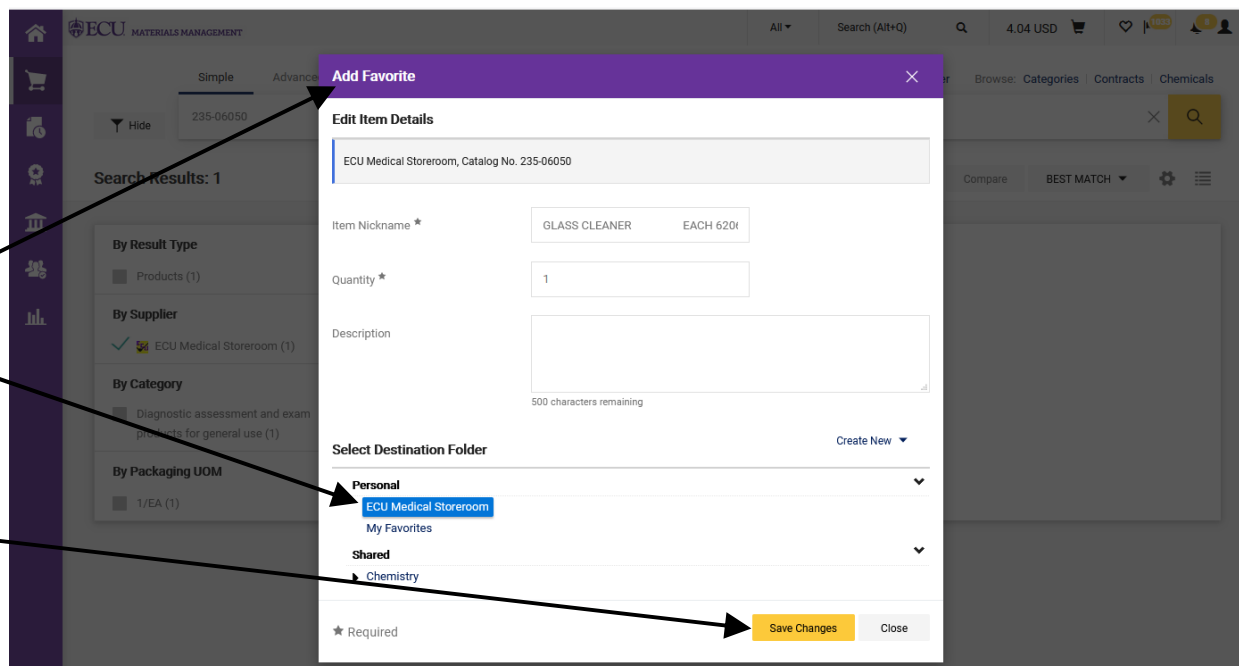 ECU MATERIALS MANAGEMENT
All
Search (Alt+Q)
4.04 USD
Simple
Browse: Categories | Contracts | Chemicals
Hide
235-06050
Search Results: 1
Compare
BEST MATCH
By Result Type
Products (1)
By Supplier
ECU Medical Storeroom (1)
By Category
Diagnostic assessment and exam
products for general use (1)
By Packaging UOM
1/EA (1)
Add Favorite
Edit Item Details
ECU Medical Storeroom, Catalog No. 235-06050
Item Nickname ★
GLASS CLEANER EACH
Quantity ★
1
Description
500 characters remaining
Select Destination Folder
Create New
Personal
ECU Medical Storeroom
My Favorites
Shared
Chemistry
★ Required
Save Changes
Close